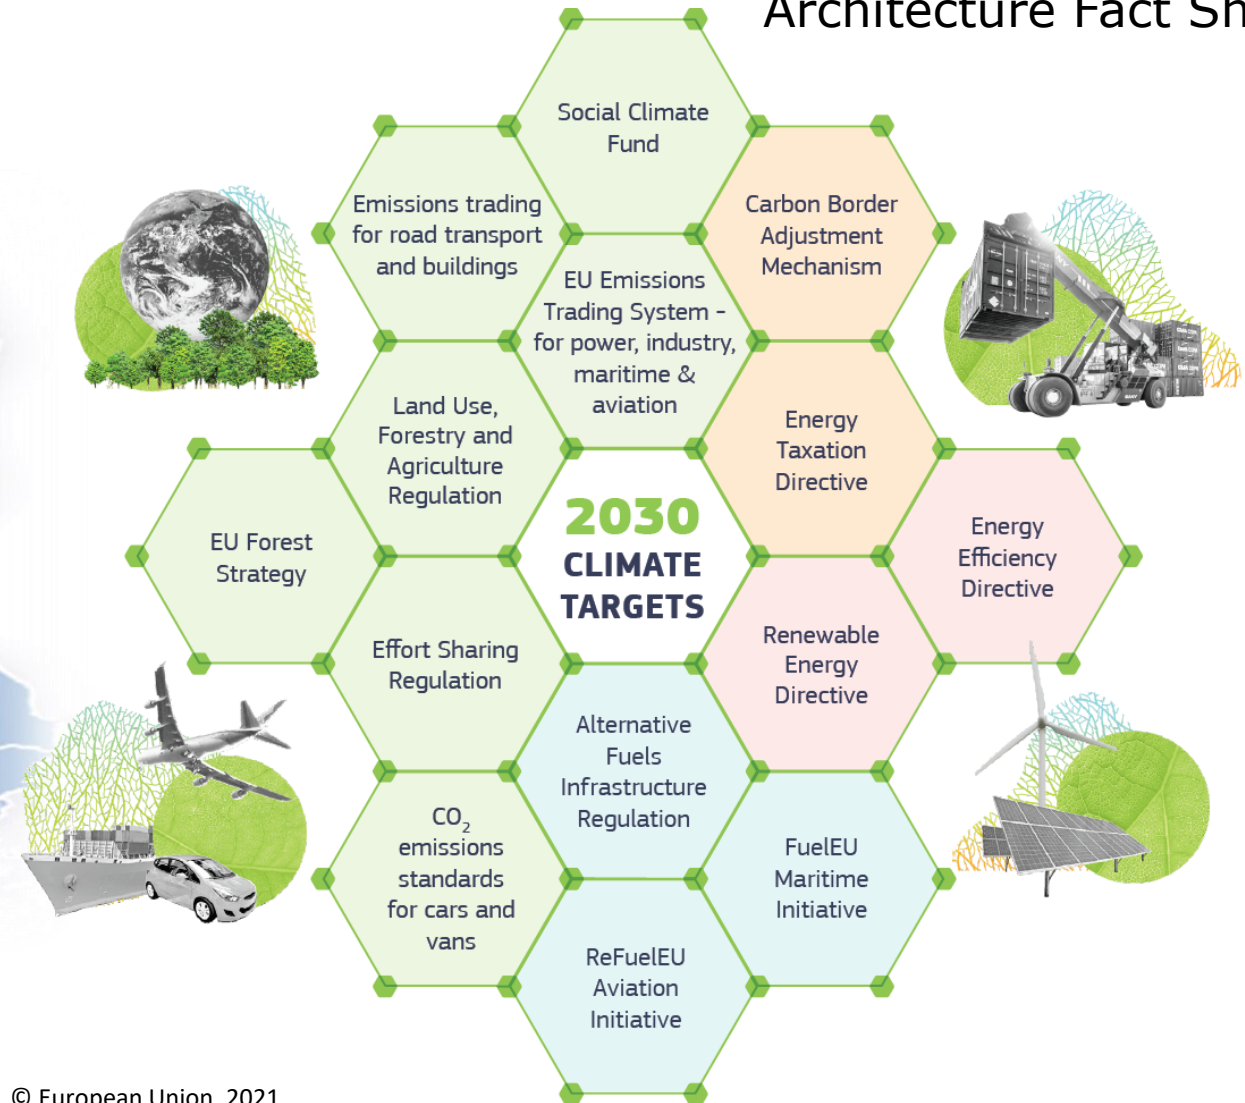 Architecture Fact Sh
Social Climate
Fund
Emissions trading
for road transport
and buildings
Carbon Border
Adjustment
Mechanism
EU Emissions
Trading System -
for power, industry,
maritime &
aviation
Land Use,
Forestry and
Agriculture
Regulation
Energy
Taxation
Directive
EU Forest
Strategy
2030
CLIMATE
TARGETS
Energy
Efficiency
Directive
Effort Sharing
Regulation
Renewable
Energy
Directive
Alternative
Fuels
Infrastructure
Regulation
CO₂
emissions
standards
for cars and
vans
FuelEU
Maritime
Initiative
ReFuelEU
Aviation
Initiative
© European Union, 2021